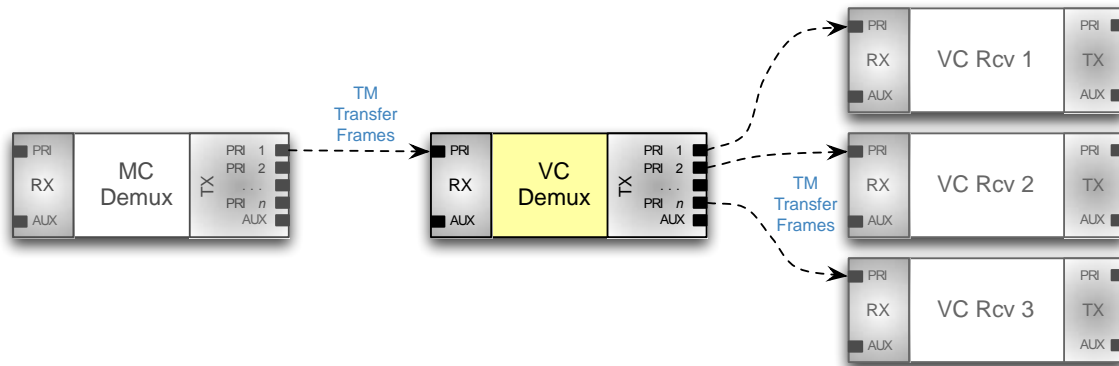 PRI
RX
AUX
MC
Demux
TX
PRI 1
PRI 2
. . .
PRI n
AUX
TM
Transfer
Frames
PRI
RX
AUX
VC
Demux
TX
PRI 1
PRI 2
. . .
PRI n
AUX
TM
Transfer
Frames
PRI
RX
AUX
VC Rcv 1
PRI
TX
AUX
PRI
RX
AUX
VC Rcv 2
PRI
TX
AUX
PRI
RX
AUX
VC Rcv 3
PRI
TX
AUX